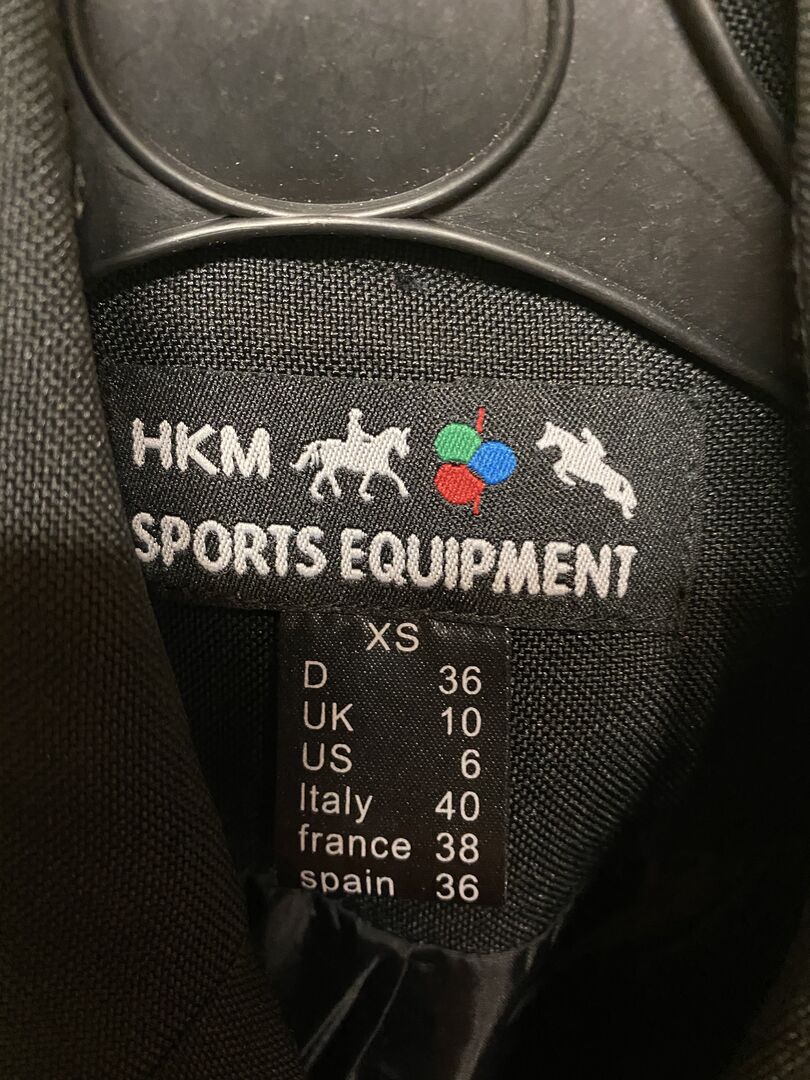 HKM
SPORTS EQUIPMENT
XS
D 36
UK 10
US 6
Italy 40
france 38
spain 36